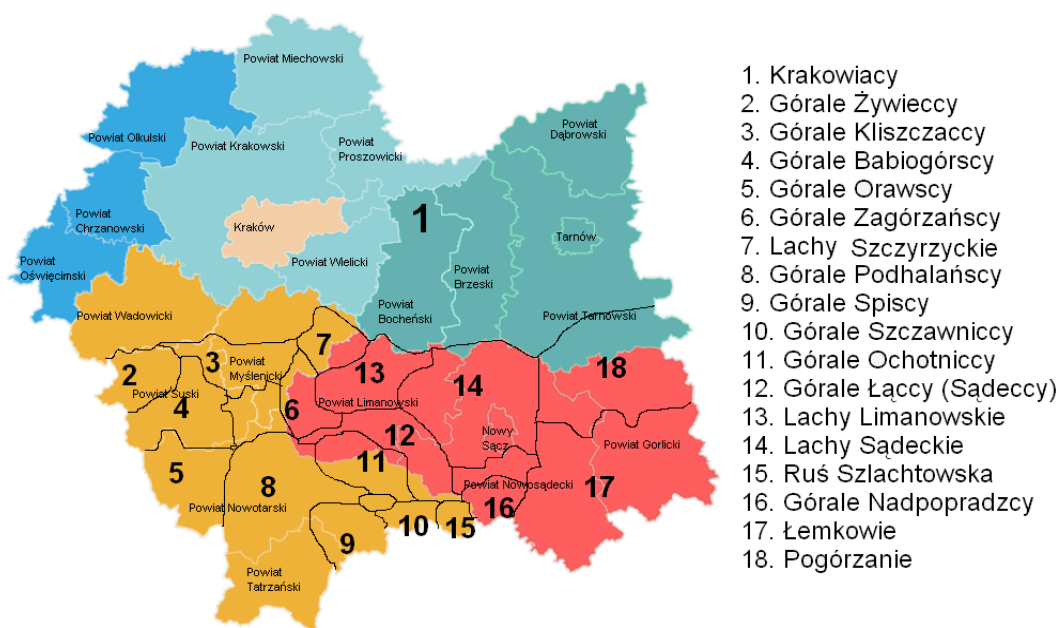 Powiat Miechowski
Powiat Olkulski
Powiat Krakowski
Powiat
Proszowicki
Powiat
Dąbrowski
Powiat
Chrzanowski
Kraków
1
Tarnów
Powiat
Oświęcimski
Powiat Wielicki
Powiat
Brzeski
Powiat Wadowicki
Powiat
Bocheński
Powiat Tarnowski
7
3
Powiat
Myślenicki
2
13
14
18
Powiat Suski
4
6
Powiat Limanowski
12
Nowy
Sącz
Powiat Gorlicki
5
11
8
Powiat Nowosądecki
17
Powiat Nowotarski
16
9
10
15
Powiat
Tatrzański
1. Krakowiacy
2. Górale Żywieccy
3. Górale Kliszczaccy
4. Górale Babiogórscy
5. Górale Orawscy
6. Górale Zagórzańscy
7. Lachy Szczyrzyckie
8. Górale Podhalańscy
9. Górale Spiscy
10. Górale Szczawniccy
11. Górale Ochotniccy
12. Górale Łąccy (Sądeccy)
13. Lachy Limanowskie
14. Lachy Sądeckie
15. Ruś Szlachtowska
16. Górale Nadpopradzcy
17. Łemkowie
18. Pogórzanie